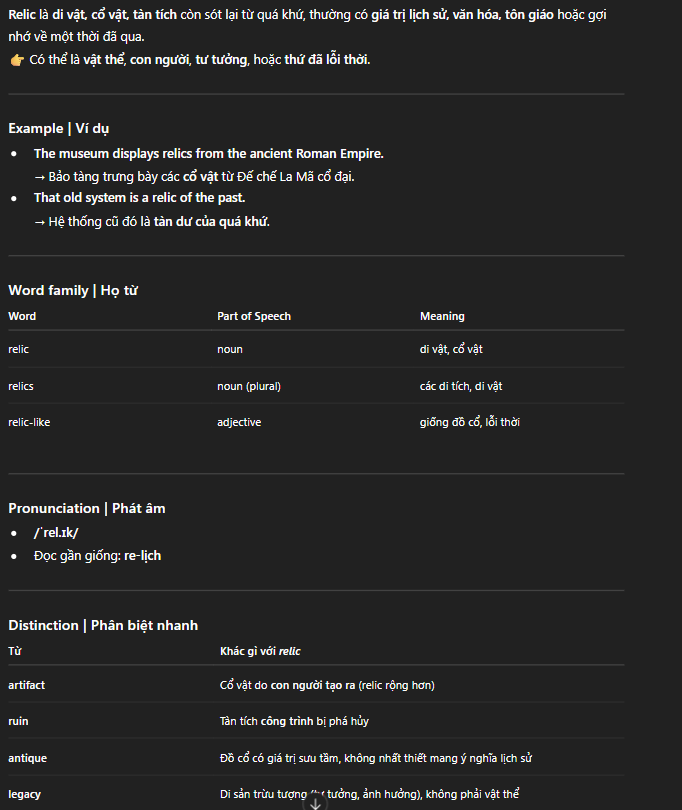 Relic là di vật, cổ vật, tàn tích còn sót lại từ quá khứ, thường có giá trị lịch sử, văn hóa, tôn giáo hoặc gợi
nhớ về một thời đã qua.
👉 Có thể là vật thể, con người, tư tưởng, hoặc thứ đã lỗi thời.
Example | Ví dụ
• The museum displays relics from the ancient Roman Empire.
→ Bảo tàng trưng bày các cổ vật từ Đế chế La Mã cổ đại.
• That old system is a relic of the past.
→ Hệ thống cũ đó là tàn dư của quá khứ.
Word family | Họ từ
Word Part of Speech Meaning
relic noun di vật, cổ vật
relics noun (plural) các di tích, di vật
relic-like adjective giống đồ cổ, lỗi thời
Pronunciation | Phát âm
• /ˈrel.ɪk/
• Đọc gần giống: re-lịch
Distinction | Phân biệt nhanh
Từ Khác gì với relic
artifact Cổ vật do con người tạo ra (relic rộng hơn)
ruin Tàn tích công trình bị phá hủy
antique Đồ cổ có giá trị sưu tầm, không nhất thiết mang ý nghĩa lịch sử
legacy Di sản trừu tượng tưởng, ảnh hưởng), không phải vật thể